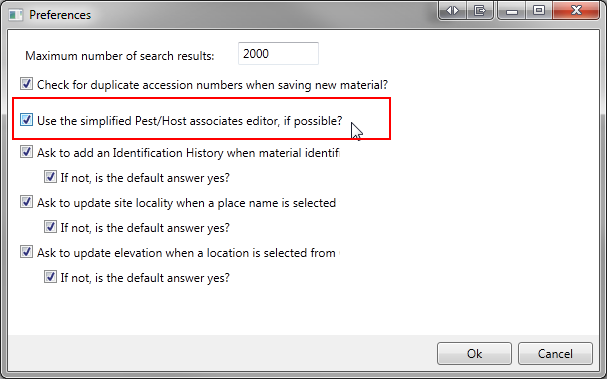 Preferences
Maximum number of search results: 2000
Check for duplicate accession numbers when saving new material?
Use the simplified Pest/Host associates editor, if possible?
Ask to add an Identification History when material
If not, is the default answer yes?
Ask to update site locality when a place name is selected
If not, is the default answer yes?
Ask to update elevation when a location is selected from
If not, is the default answer yes?
Ok
Cancel